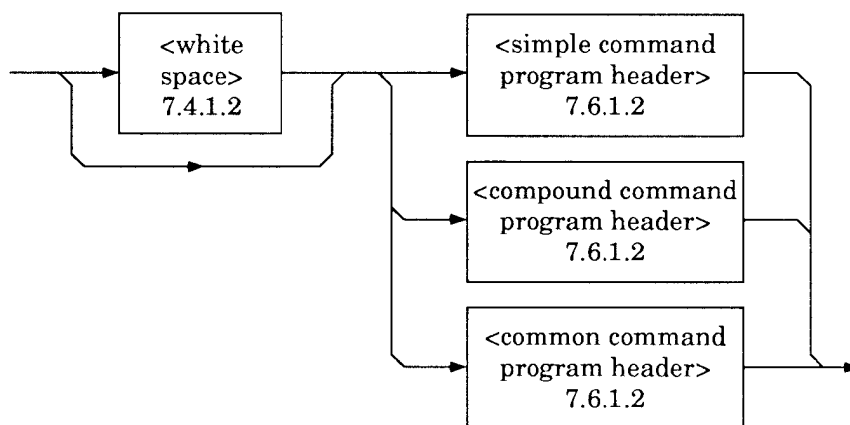 <white
space>
7.4.1.2
<simple command
program header>
7.6.1.2
<compound command
program header>
7.6.1.2
<common command
program header>
7.6.1.2